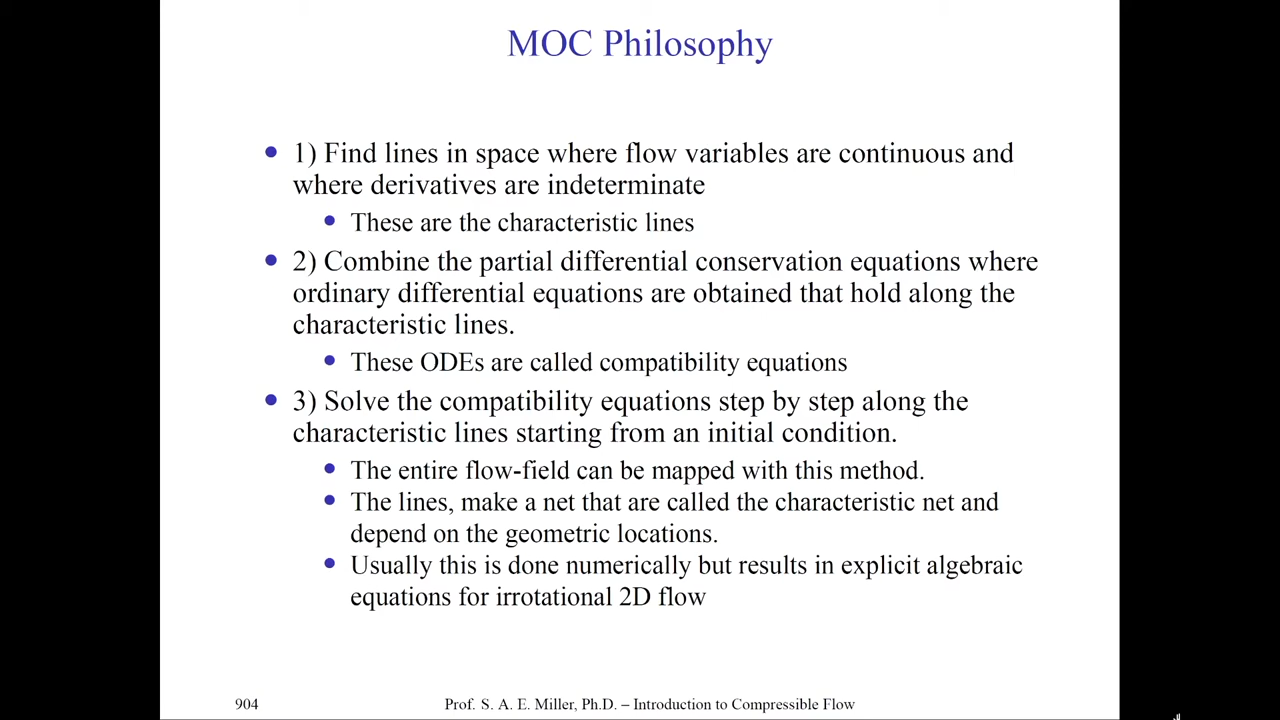 MOC Philosophy
1) Find lines in space where flow variables are continuous and
where derivatives are indeterminate
These are the characteristic lines
2) Combine the partial differential conservation equations where
ordinary differential equations are obtained that hold along the
characteristic lines.
These ODEs are called compatibility equations
3) Solve the compatibility equations step by step along the
characteristic lines starting from an initial condition.
The entire flow-field can be mapped with this method.
The lines, make a net that are called the characteristic net and
depend on the geometric locations.
Usually this is done numerically but results in explicit algebraic
equations for irrotational 2D flow
904
Prof. S. A. E. Miller, Ph.D. – Introduction to Compressible Flow